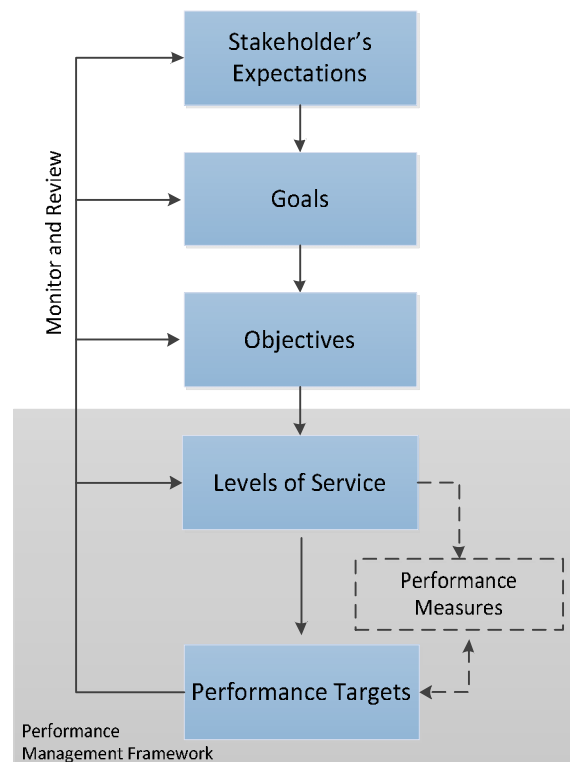 Stakeholder's
Expectations
Goals
Monitor and Review
Objectives
Levels of Service
Performance
Measures
Performance Targets
Performance
Management Framework